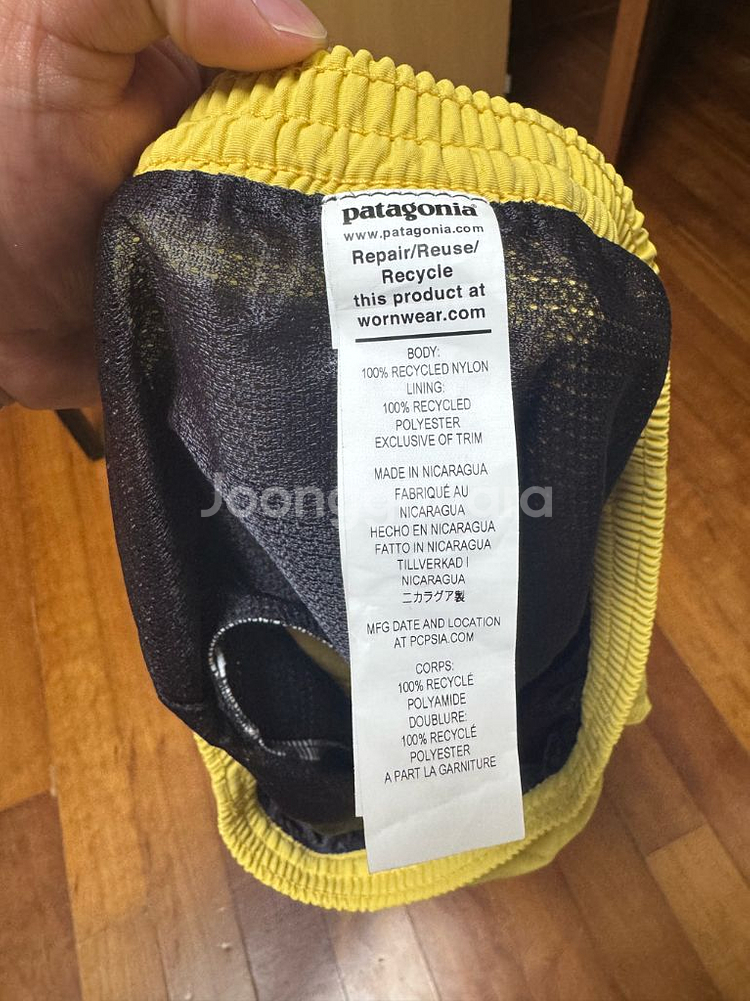 patagonia
www.patagonia.com
Repair/Reuse/
Recycle
this product at
wornwear.com
BODY:
100% RECYCLED NYLON
LINING:
100% RECYCLED
POLYESTER
EXCLUSIVE OF TRIM
MADE IN NICARAGUA
FABRIQUÉ AU
NICARAGUA
HECHO EN NICARAGUA
FATTO IN NICARAGUA
TILLVERKAD I
NICARAGUA
ニカラグア製
MFG DATE AND LOCATION
AT PCPSIA.COM
CORPS:
100% RECYCLÉ
POLYAMIDE
DOUBLURE:
100% RECYCLÉ
POLYESTER
A PART LA GARNITURE